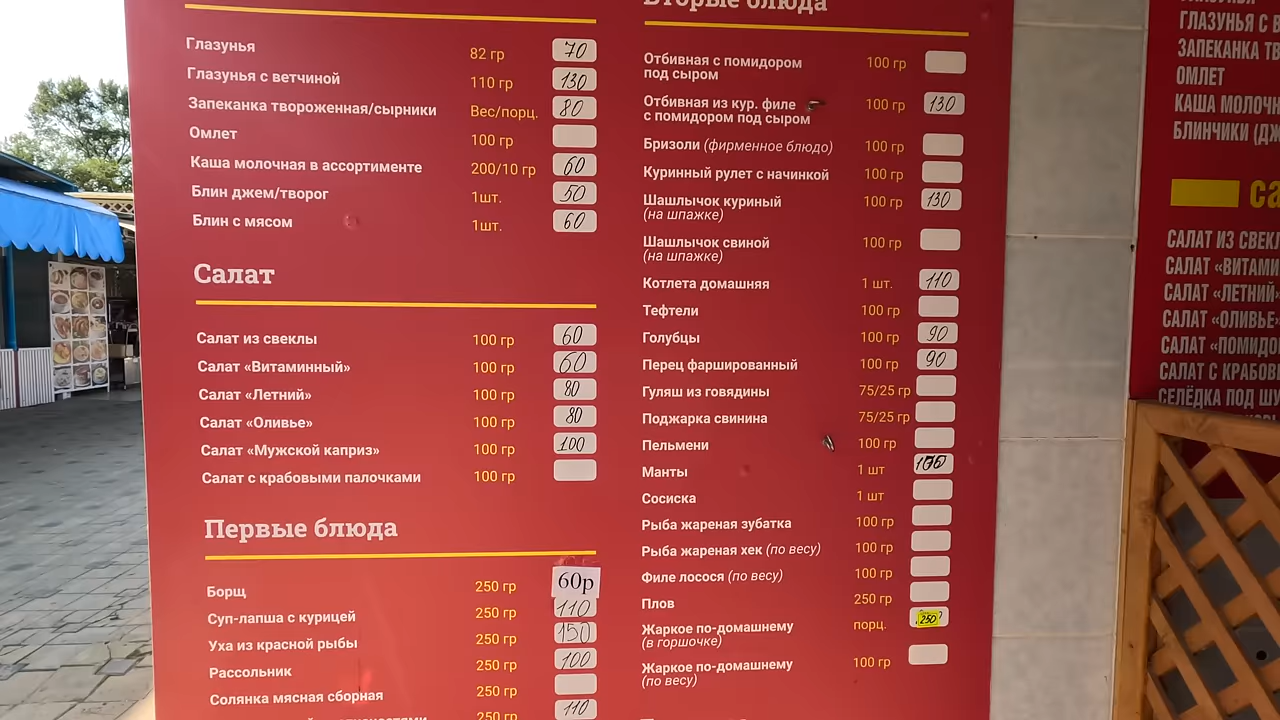 Глазунья 82 гр 70
Глазунья с ветчиной 110 гр 130
Запеканка твороженная/сырники Вес/порц. 80
Омлет 100 гр
Каша молочная в ассортименте 200/10 гр 60
Блин джем/творог 1шт. 50
Блин с мясом 1шт. 60
Салат
Салат из свеклы 100 гр 60
Салат «Витаминный» 100 гр 60
Салат «Летний» 100 гр 80
Салат «Оливье» 100 гр 80
Салат «Мужской каприз» 100 гр 100
Салат с крабовыми палочками 100 гр
Первые блюда
Борщ 250 гр 60р
Суп-лапша с курицей 250 гр 110
Уха из красной рыбы 250 гр 150
Рассольник 250 гр 100
Солянка мясная сборная 250 гр
250 гр 110
Вторые блюда
Отбивная с помидором 100 гр
под сыром
Отбивная из кур. филе 100 гр 130
с помидором под сыром
Бризоли (фирменное блюдо) 100 гр
Куринный рулет с начинкой 100 гр
Шашлычок куриный 100 гр 130
(на шпажке)
Шашлычок свиной 100 гр
(на шпажке)
Котлета домашняя 1 шт. 110
Тефтели 100 гр
Голубцы 100 гр 90
Перец фаршированный 100 гр 90
Гуляш из говядины 75/25 гр
Поджарка свинина 75/25 гр
Пельмени 100 гр
Манты 1 шт 100
Сосиска 1 шт
Рыба жареная зубатка 100 гр
Рыба жареная хек (по весу) 100 гр
Филе лосося (по весу) 100 гр
Плов 250 гр
Жаркое по-домашнему порц. 250
(в горшочке)
Жаркое по-домашнему 100 гр
(по весу)
ГЛАЗУНЬЯ С В
ЗАПЕКАНКА ТВ
ОМЛЕТ
КАША МОЛОЧН
БЛИНЧИКИ (ДЖ
СА
САЛАТ ИЗ СВЕКЛ
САЛАТ «ВИТАМИ
САЛАТ «ЛЕТНИЙ»
САЛАТ «ОЛИВЬЕ»
САЛАТ «ПОМИДО
САЛАТ С КРАБОВЫ
СЕЛЁДКА ПОД ШУ